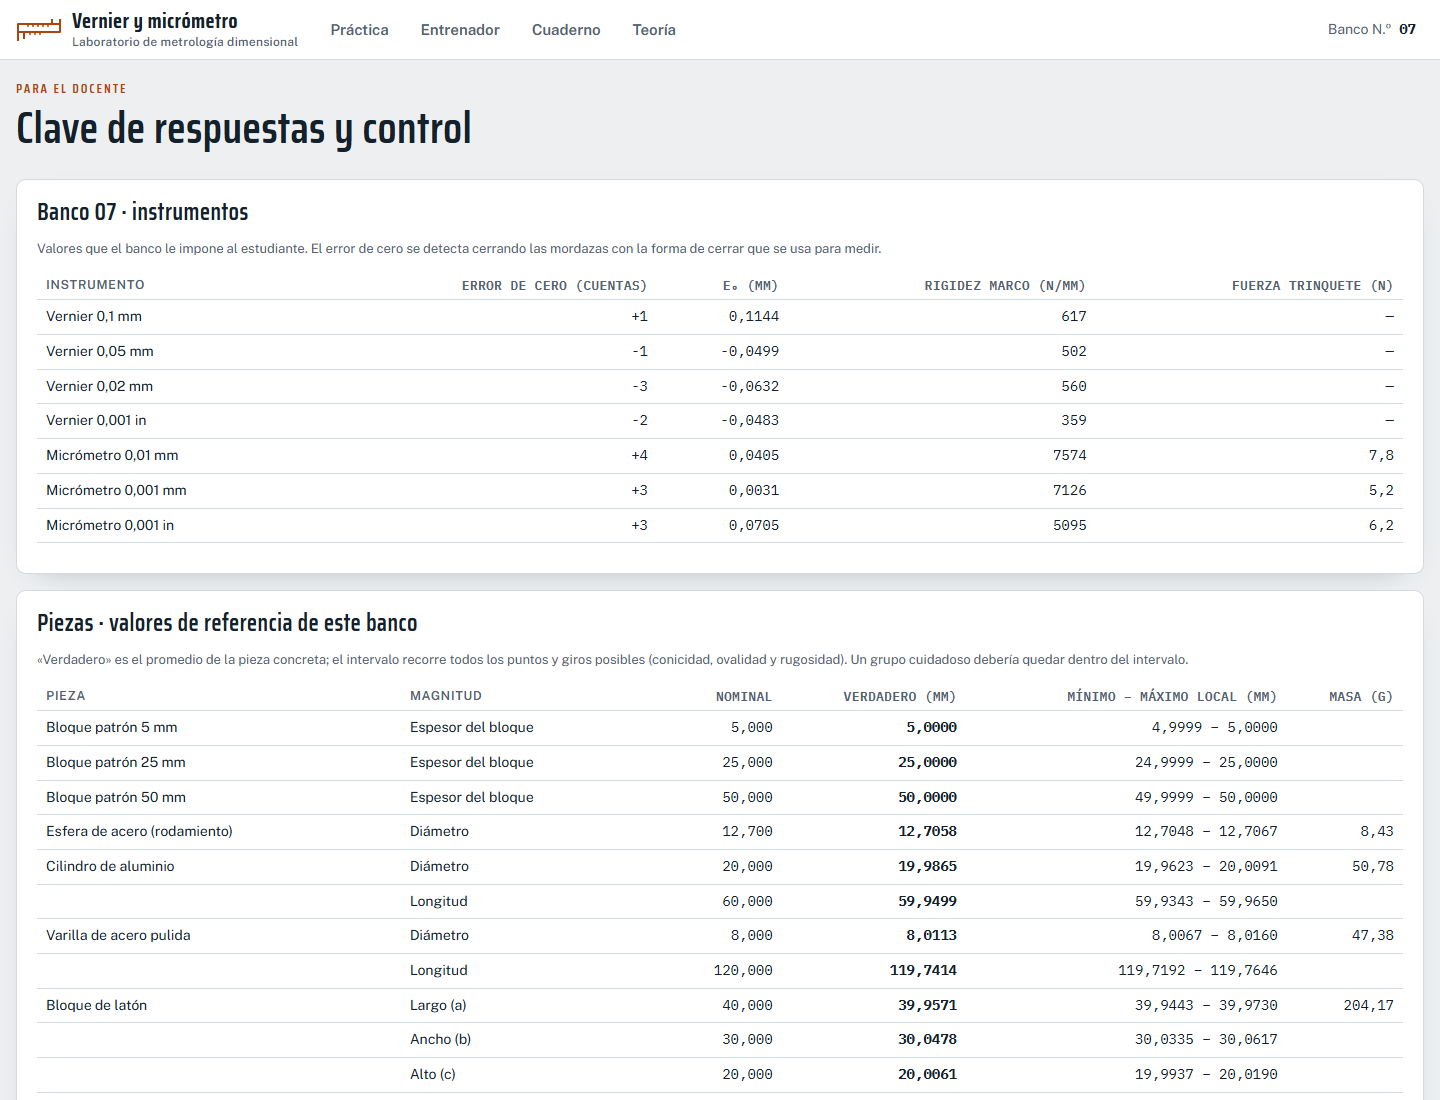 Vernier y micrómetro
Laboratorio de metrología dimensional
Práctica Entrenador Cuaderno Teoría
Banco N.º 07
PARA EL DOCENTE
Clave de respuestas y control
Banco 07 · instrumentos
Valores que el banco le impone al estudiante. El error de cero se detecta cerrando las mordazas con la forma de cerrar que se usa para medir.
INSTRUMENTO ERROR DE CERO (CUENTAS) E₀ (MM) RIGIDEZ MARCO (N/MM) FUERZA TRINQUETE (N)
Vernier 0,1 mm +1 0,1144 617 —
Vernier 0,05 mm -1 -0,0499 502 —
Vernier 0,02 mm -3 -0,0632 560 —
Vernier 0,001 in -2 -0,0483 359 —
Micrómetro 0,01 mm +4 0,0405 7574 7,8
Micrómetro 0,001 mm +3 0,0031 7126 5,2
Micrómetro 0,001 in +3 0,0705 5095 6,2
Piezas · valores de referencia de este banco
«Verdadero» es el promedio de la pieza concreta; el intervalo recorre todos los puntos y giros posibles (conicidad, ovalidad y rugosidad). Un grupo cuidadoso debería quedar dentro del intervalo.
PIEZA MAGNITUD NOMINAL VERDADERO (MM) MÍNIMO – MÁXIMO LOCAL (MM) MASA (G)
Bloque patrón 5 mm Espesor del bloque 5,000 5,0000 4,9999 – 5,0000
Bloque patrón 25 mm Espesor del bloque 25,000 25,0000 24,9999 – 25,0000
Bloque patrón 50 mm Espesor del bloque 50,000 50,0000 49,9999 – 50,0000
Esfera de acero (rodamiento) Diámetro 12,700 12,7058 12,7048 – 12,7067 8,43
Cilindro de aluminio Diámetro 20,000 19,9865 19,9623 – 20,0091 50,78
Longitud 60,000 59,9499 59,9343 – 59,9650
Varilla de acero pulida Diámetro 8,000 8,0113 8,0067 – 8,0160 47,38
Longitud 120,000 119,7414 119,7192 – 119,7646
Bloque de latón Largo (a) 40,000 39,9571 39,9443 – 39,9730 204,17
Ancho (b) 30,000 30,0478 30,0335 – 30,0617
Alto (c) 20,000 20,0061 19,9937 – 20,0190